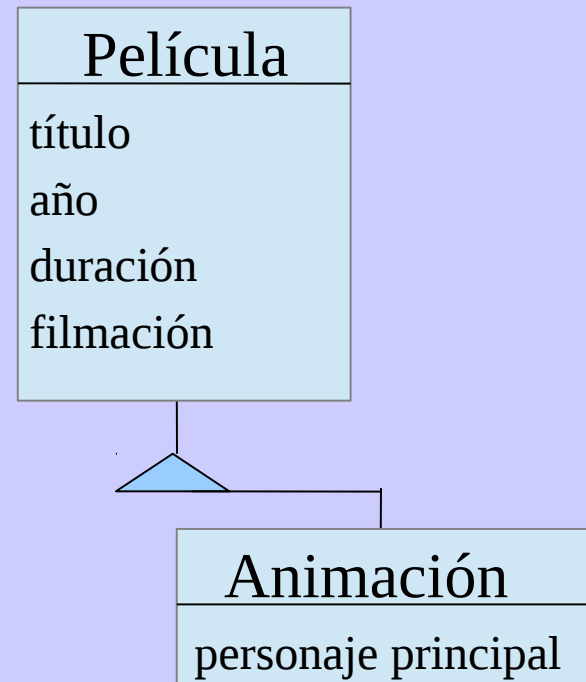 Película
título
año
duración
filmación
Animación
personaje principal